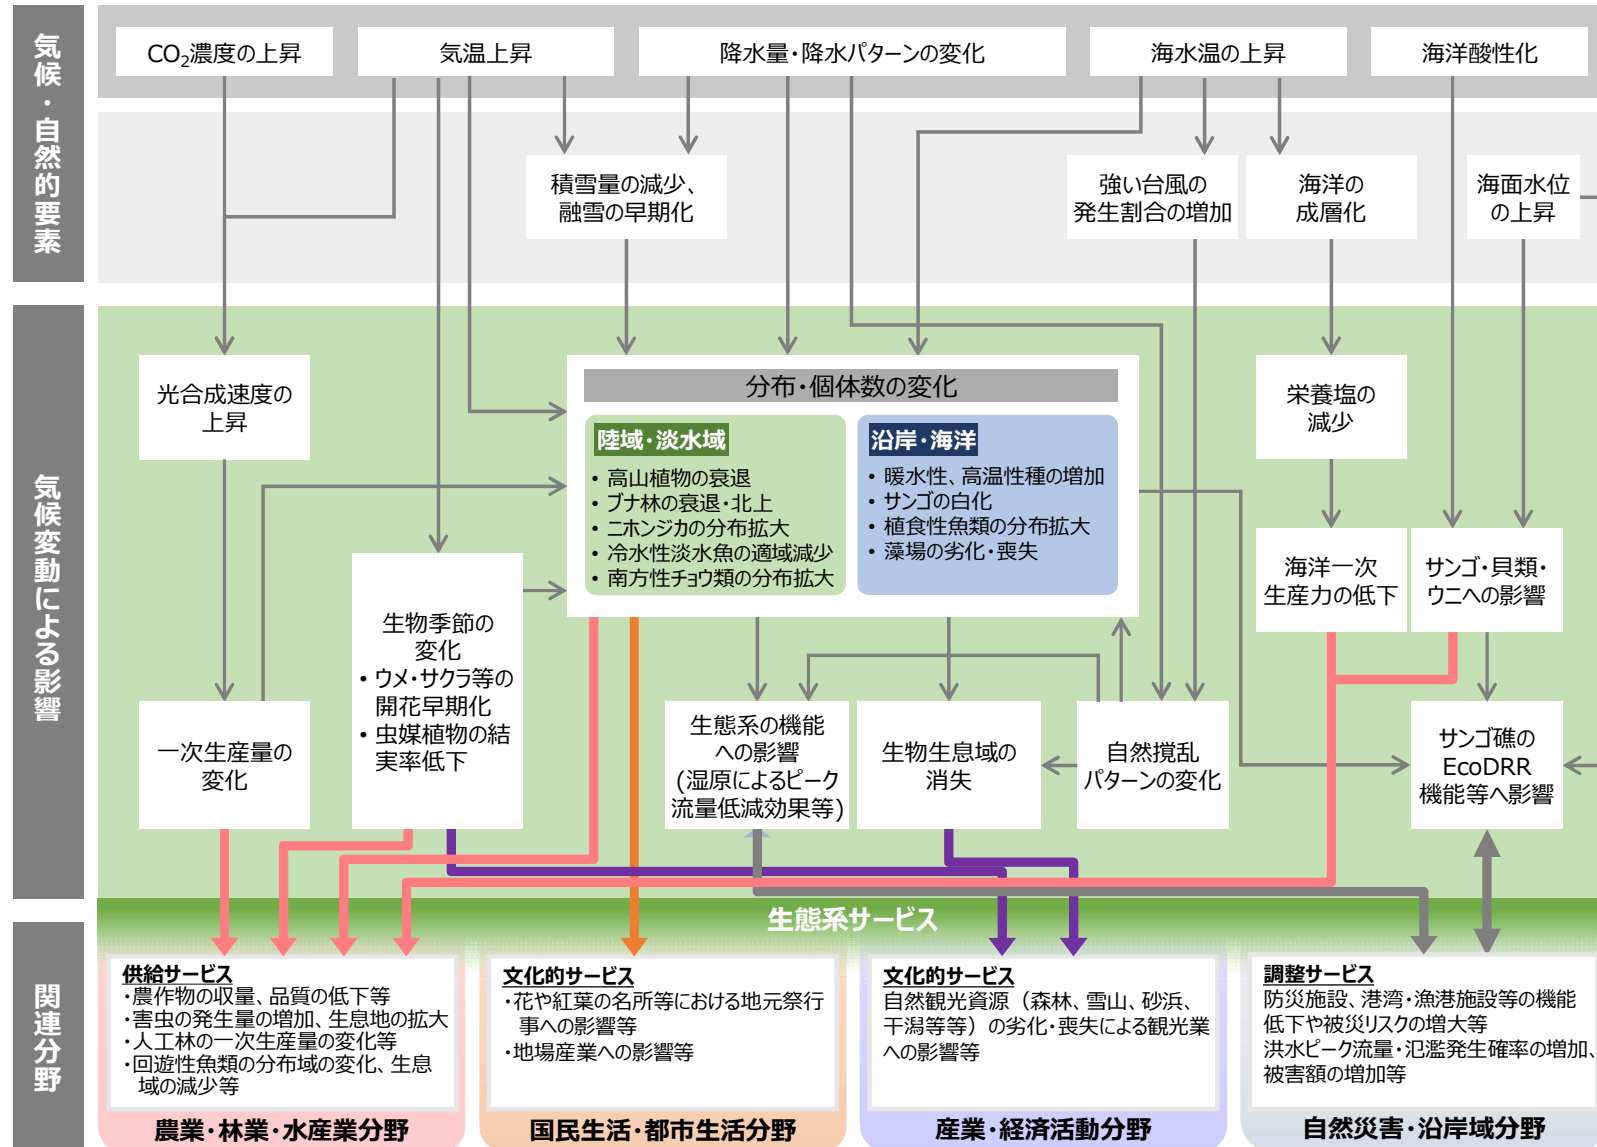 気候・自然的要素
CO₂濃度の上昇
気温上昇
降水量・降水パターンの変化
海水温の上昇
海洋酸性化
積雪量の減少、
融雪の早期化
強い台風の
発生割合の増加
海洋の
成層化
海面水位
の上昇
気候変動による影響
光合成速度の
上昇
分布・個体数の変化
陸域・淡水域
• 高山植物の衰退
• ブナ林の衰退・北上
• ニホンジカの分布拡大
• 冷水性淡水魚の適域減少
• 南方性チョウ類の分布拡大
沿岸・海洋
• 暖水性、高温性種の増加
• サンゴの白化
• 植食性魚類の分布拡大
• 藻場の劣化・喪失
栄養塩の
減少
海洋一次
生産力の低下
サンゴ・貝類・
ウニへの影響
生物季節の
変化
• ウメ・サクラ等の
開花早期化
• 虫媒植物の結
実率低下
一次生産量の
変化
生態系の機能
への影響
(湿原によるピーク
流量低減効果等)
生物生息域の
消失
自然撹乱
パターンの変化
サンゴ礁の
EcoDRR
機能等へ影響
生態系サービス
関連分野
供給サービス
・農作物の収量、品質の低下等
・害虫の発生量の増加、生息地の拡大
・人工林の一次生産量の変化等
・回遊性魚類の分布域の変化、生息
域の減少等
農業・林業・水産業分野
文化的サービス
・花や紅葉の名所等における地元祭行
事への影響等
・地場産業への影響等
国民生活・都市生活分野
文化的サービス
自然観光資源（森林、雪山、砂浜、
干潟等等）の劣化・喪失による観光業
への影響等
産業・経済活動分野
調整サービス
防災施設、港湾・漁港施設等の機能
低下や被災リスクの増大等
洪水ピーク流量・氾濫発生確率の増加、
被害額の増加等
自然災害・沿岸域分野